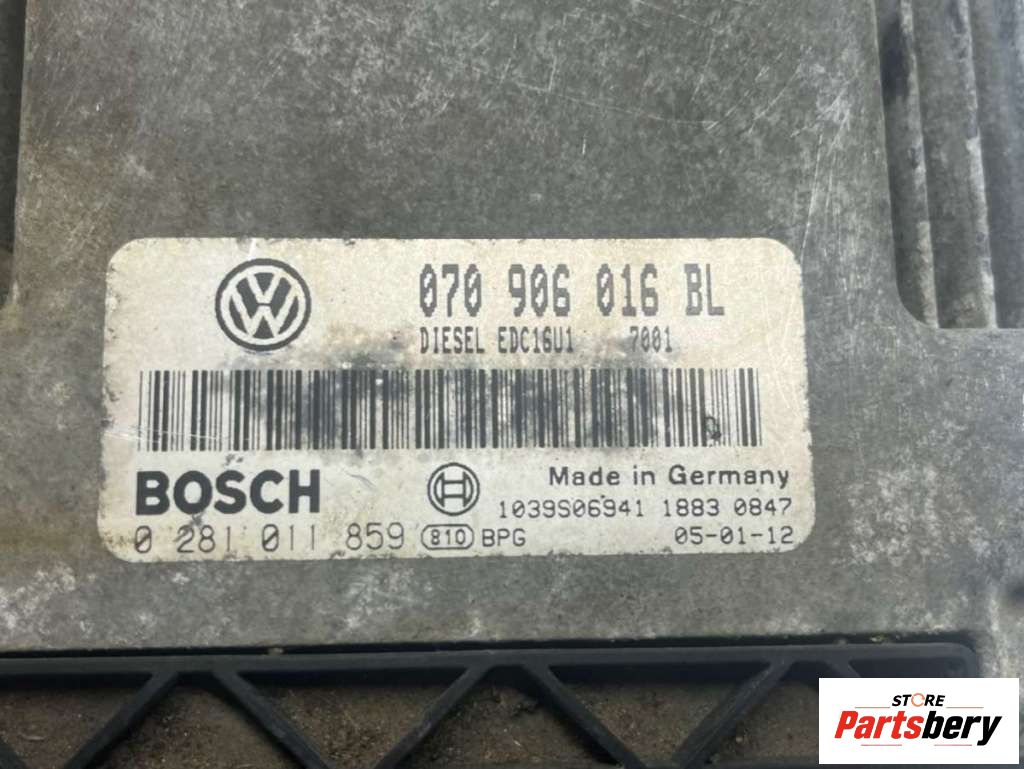 070 906 016 BL
DIESEL EDC16U1 7001
BOSCH
Made in Germany
1039S06941 1883 0847
0 281 011 859 810 BPG 05-01-12
STORE
Partsbery